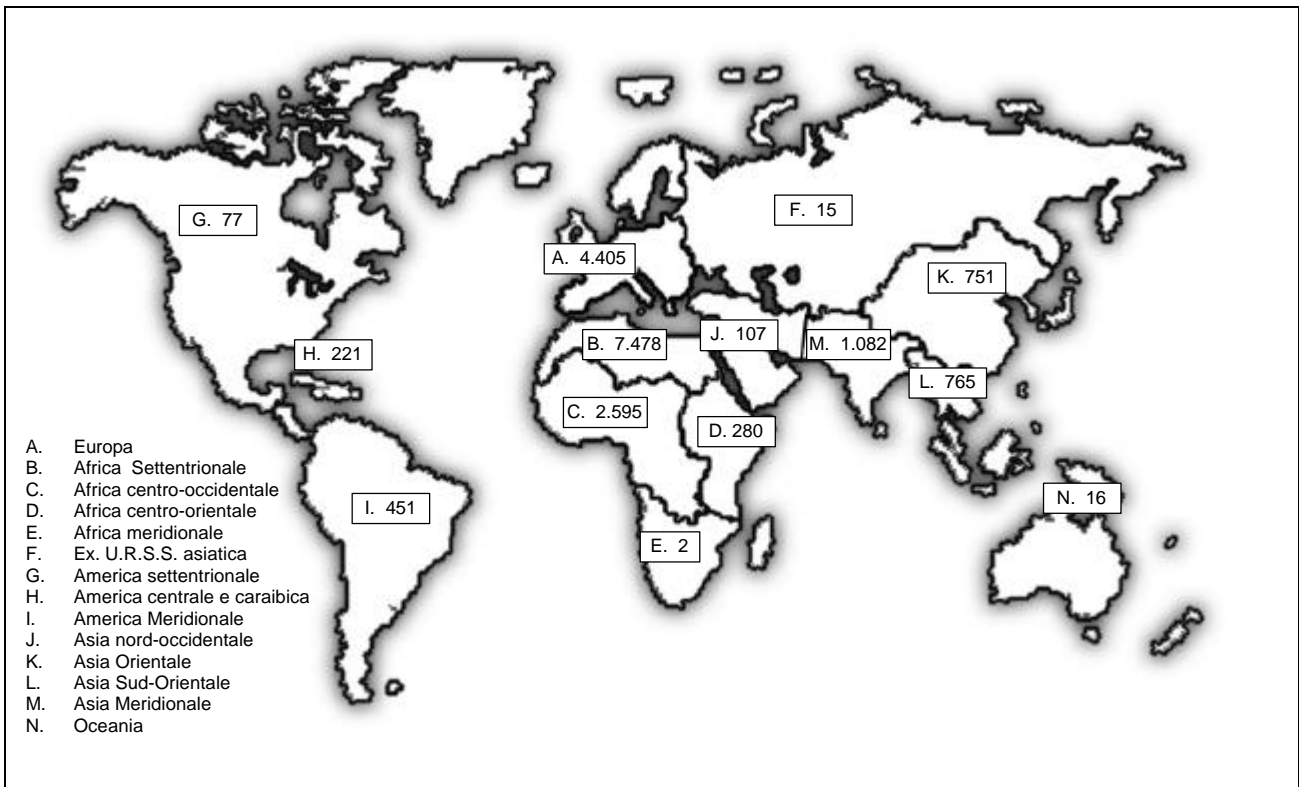 G. 77
F. 15
A. 4.405
K. 751
J. 107
B. 7.478
M. 1.082
H. 221
L. 765
C. 2.595
D. 280
I. 451
N. 16
E. 2
A. Europa
B. Africa Settentrionale
C. Africa centro-occidentale
D. Africa centro-orientale
E. Africa meridionale
F. Ex. U.R.S.S. asiatica
G. America settentrionale
H. America centrale e caraibica
I. America Meridionale
J. Asia nord-occidentale
K. Asia Orientale
L. Asia Sud-Orientale
M. Asia Meridionale
N. Oceania